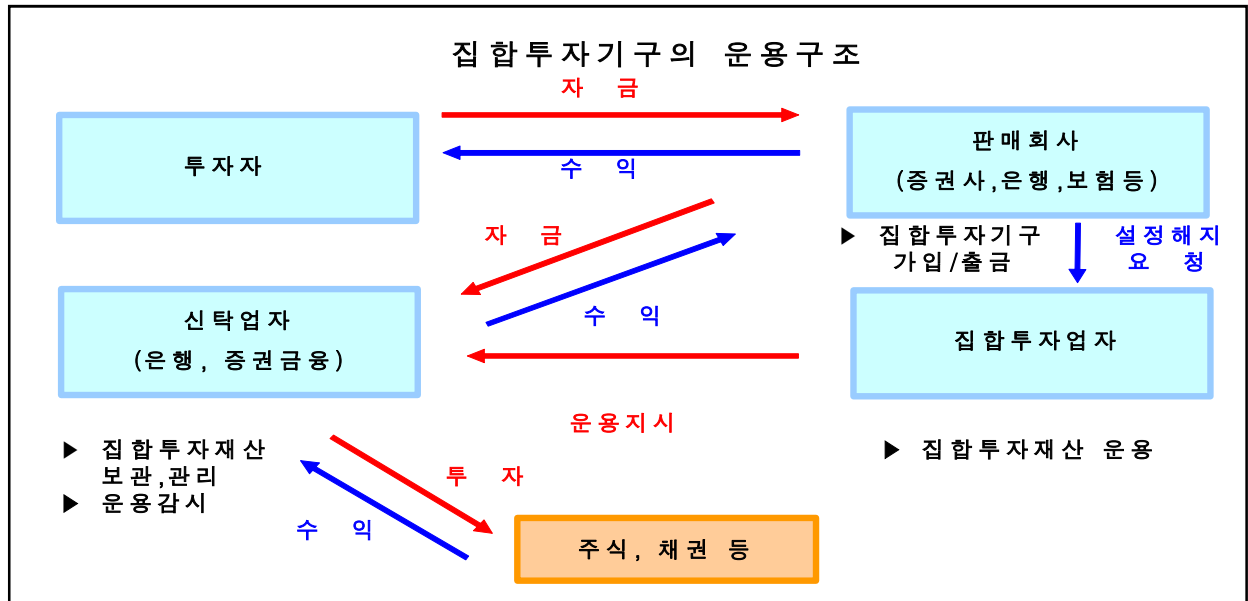 집합투자기구의 운용구조
자 금
투자자
수 익
판매회사
(증권사,은행,보험등)
자 금
▶ 집합투자기구
가입/출금
설정해지
요 청
신탁업자
(은행, 증권금융)
수 익
집합투자업자
운용지시
▶ 집합투자재산
보관,관리
▶ 운용감시
▶ 집합투자재산 운용
투 자
수 익
주식, 채권 등